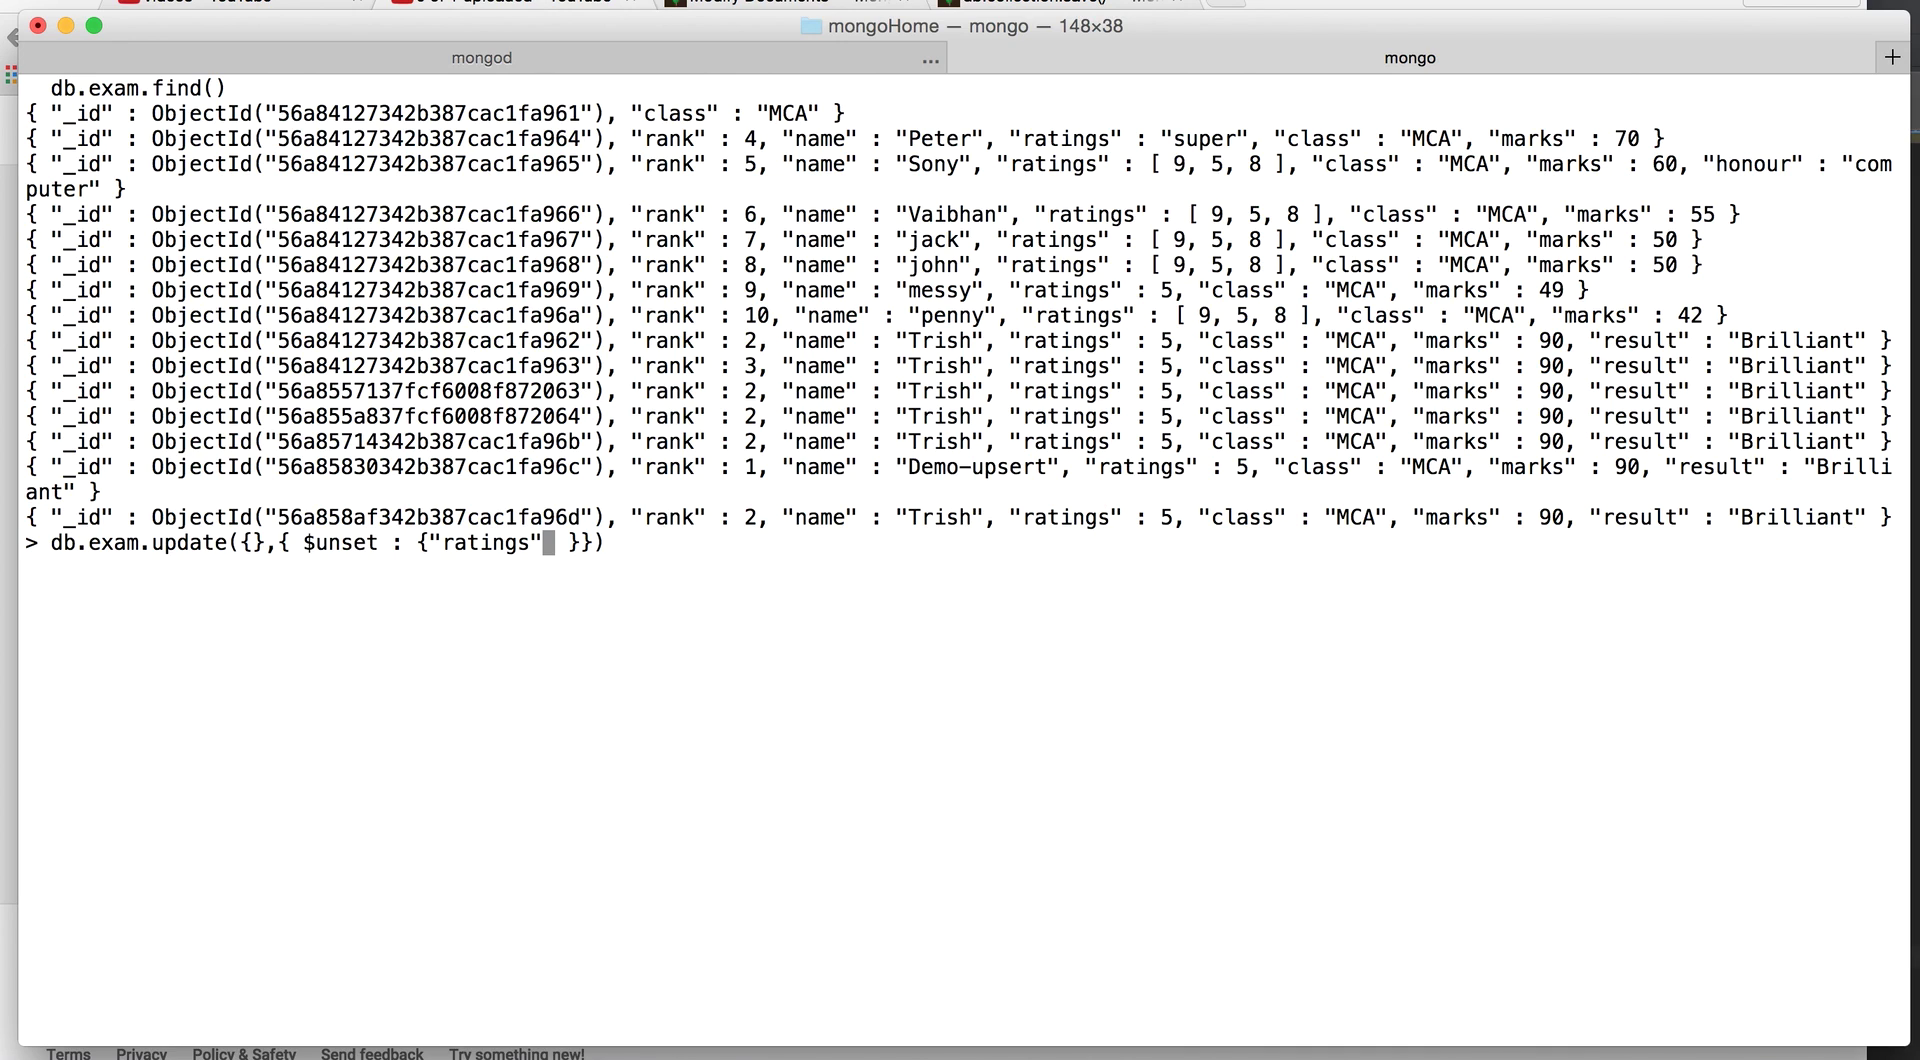 mongoHome — mongo — 148×38
mongod
...
mongo
+
db.exam.find()
{ "_id" : ObjectId("56a84127342b387cac1fa961"), "class" : "MCA" }
{ "_id" : ObjectId("56a84127342b387cac1fa964"), "rank" : 4, "name" : "Peter", "ratings" : "super", "class" : "MCA", "marks" : 70 }
{ "_id" : ObjectId("56a84127342b387cac1fa965"), "rank" : 5, "name" : "Sony", "ratings" : [ 9, 5, 8 ], "class" : "MCA", "marks" : 60, "honour" : "com
puter" }
{ "_id" : ObjectId("56a84127342b387cac1fa966"), "rank" : 6, "name" : "Vaibhan", "ratings" : [ 9, 5, 8 ], "class" : "MCA", "marks" : 55 }
{ "_id" : ObjectId("56a84127342b387cac1fa967"), "rank" : 7, "name" : "jack", "ratings" : [ 9, 5, 8 ], "class" : "MCA", "marks" : 50 }
{ "_id" : ObjectId("56a84127342b387cac1fa968"), "rank" : 8, "name" : "john", "ratings" : [ 9, 5, 8 ], "class" : "MCA", "marks" : 50 }
{ "_id" : ObjectId("56a84127342b387cac1fa969"), "rank" : 9, "name" : "messy", "ratings" : 5, "class" : "MCA", "marks" : 49 }
{ "_id" : ObjectId("56a84127342b387cac1fa96a"), "rank" : 10, "name" : "penny", "ratings" : [ 9, 5, 8 ], "class" : "MCA", "marks" : 42 }
{ "_id" : ObjectId("56a84127342b387cac1fa962"), "rank" : 2, "name" : "Trish", "ratings" : 5, "class" : "MCA", "marks" : 90, "result" : "Brilliant" }
{ "_id" : ObjectId("56a84127342b387cac1fa963"), "rank" : 3, "name" : "Trish", "ratings" : 5, "class" : "MCA", "marks" : 90, "result" : "Brilliant" }
{ "_id" : ObjectId("56a8557137fcf6008f872063"), "rank" : 2, "name" : "Trish", "ratings" : 5, "class" : "MCA", "marks" : 90, "result" : "Brilliant" }
{ "_id" : ObjectId("56a855a837fcf6008f872064"), "rank" : 2, "name" : "Trish", "ratings" : 5, "class" : "MCA", "marks" : 90, "result" : "Brilliant" }
{ "_id" : ObjectId("56a85714342b387cac1fa96b"), "rank" : 2, "name" : "Trish", "ratings" : 5, "class" : "MCA", "marks" : 90, "result" : "Brilliant" }
{ "_id" : ObjectId("56a85830342b387cac1fa96c"), "rank" : 1, "name" : "Demo-upsert", "ratings" : 5, "class" : "MCA", "marks" : 90, "result" : "Brilli
ant" }
{ "_id" : ObjectId("56a858af342b387cac1fa96d"), "rank" : 2, "name" : "Trish", "ratings" : 5, "class" : "MCA", "marks" : 90, "result" : "Brilliant" }
> db.exam.update({},{ $unset : {"ratings" }})
Terms Privacy Policy & Safety Send feedback Try something new!